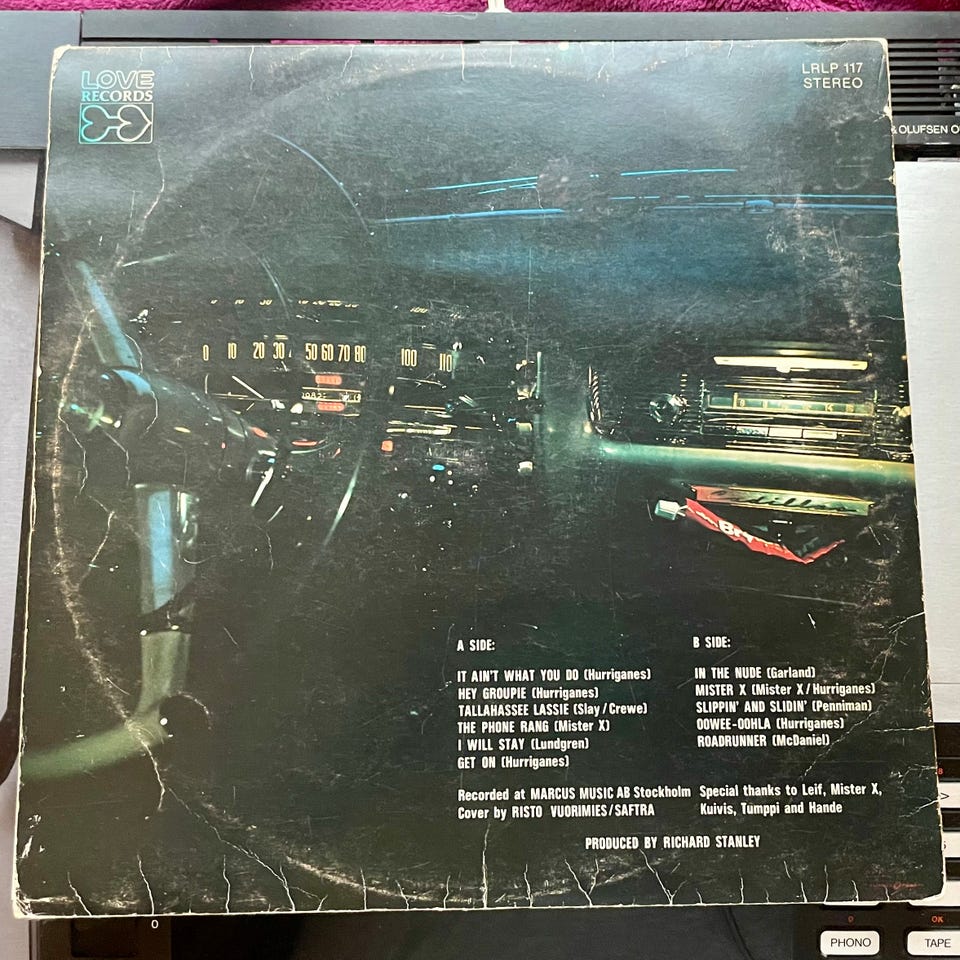 LOVE
RECORDS
LRLP 117
STEREO
& OLUFSEN
0 10 20 30 50 60 70 80 100 110
A SIDE:
IT AIN'T WHAT YOU DO (Hurriganes)
HEY GROUPIE (Hurriganes)
TALLAHASSEE LASSIE (Slay/Crewe)
THE PHONE RANG (Mister X)
I WILL STAY (Lundgren)
GET ON (Hurriganes)
B SIDE:
IN THE NUDE (Garland)
MISTER X (Mister X/Hurriganes)
SLIPPIN' AND SLIDIN' (Penniman)
OOWEE-OOHLA (Hurriganes)
ROADRUNNER (McDaniel)
Recorded at MARCUS MUSIC AB Stockholm
Cover by RISTO VUORIMIES/SAFTRA
Special thanks to Leif, Mister X,
Kuivis, Tumppi and Hande
PRODUCED BY RICHARD STANLEY
0
0
OK
PHONO
TAPE